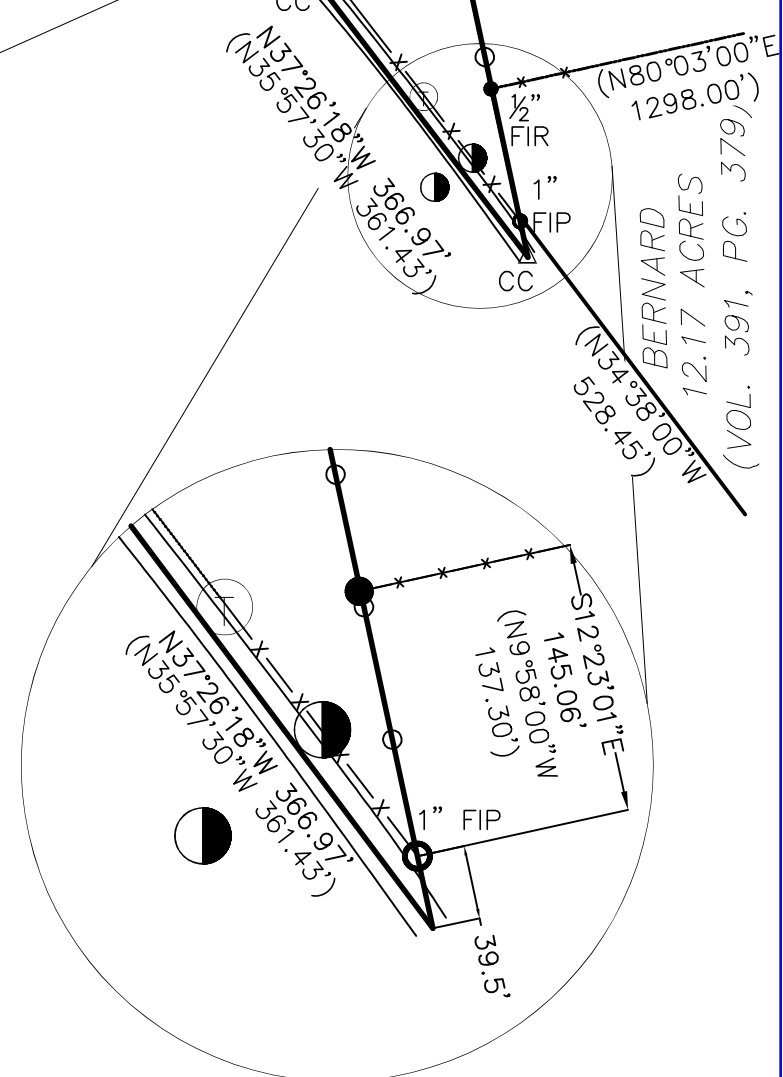 CC
N37°26'18"W 366.97'
(N35°57'30"W 361.43')
T
½"
FIR
(N80°03'00"E
1298.00')
1"
FIP
CC
BERNARD
12.17 ACRES
(VOL. 391, PG. 379)
(N34°38'00"W
528.45')
T
N37°26'18"W 366.97'
(N35°57'30"W 361.43')
S12°23'01"E
145.06'
(N9°58'00"W
137.30')
1" FIP
39.5'